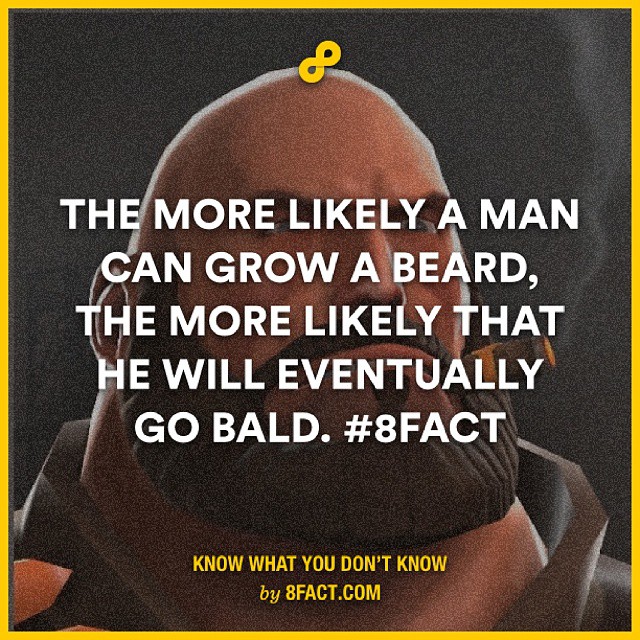 THE MORE LIKELY A MAN
CAN GROW A BEARD,
THE MORE LIKELY THAT
HE WILL EVENTUALLY
GO BALD. #8FACT
KNOW WHAT YOU DON'T KNOW
by 8FACT.COM